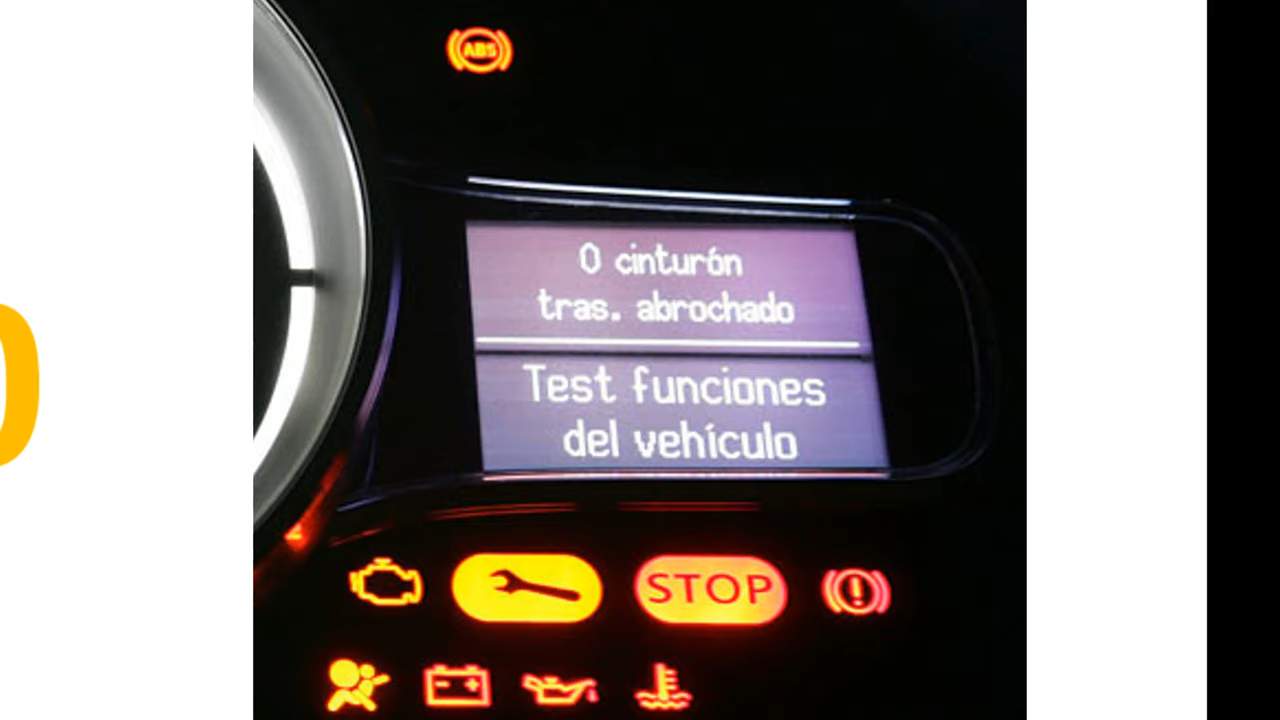 ABS
0 cinturón
tras. abrochado
Test funciones
del vehículo
STOP